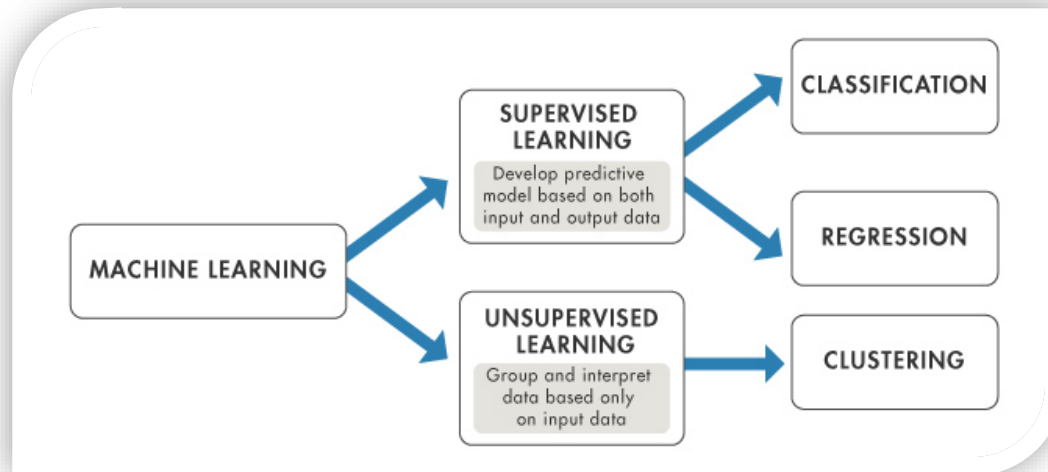 MACHINE LEARNING
SUPERVISED
LEARNING
Develop predictive
model based on both
input and output data
UNSUPERVISED
LEARNING
Group and interpret
data based only
on input data
CLASSIFICATION
REGRESSION
CLUSTERING